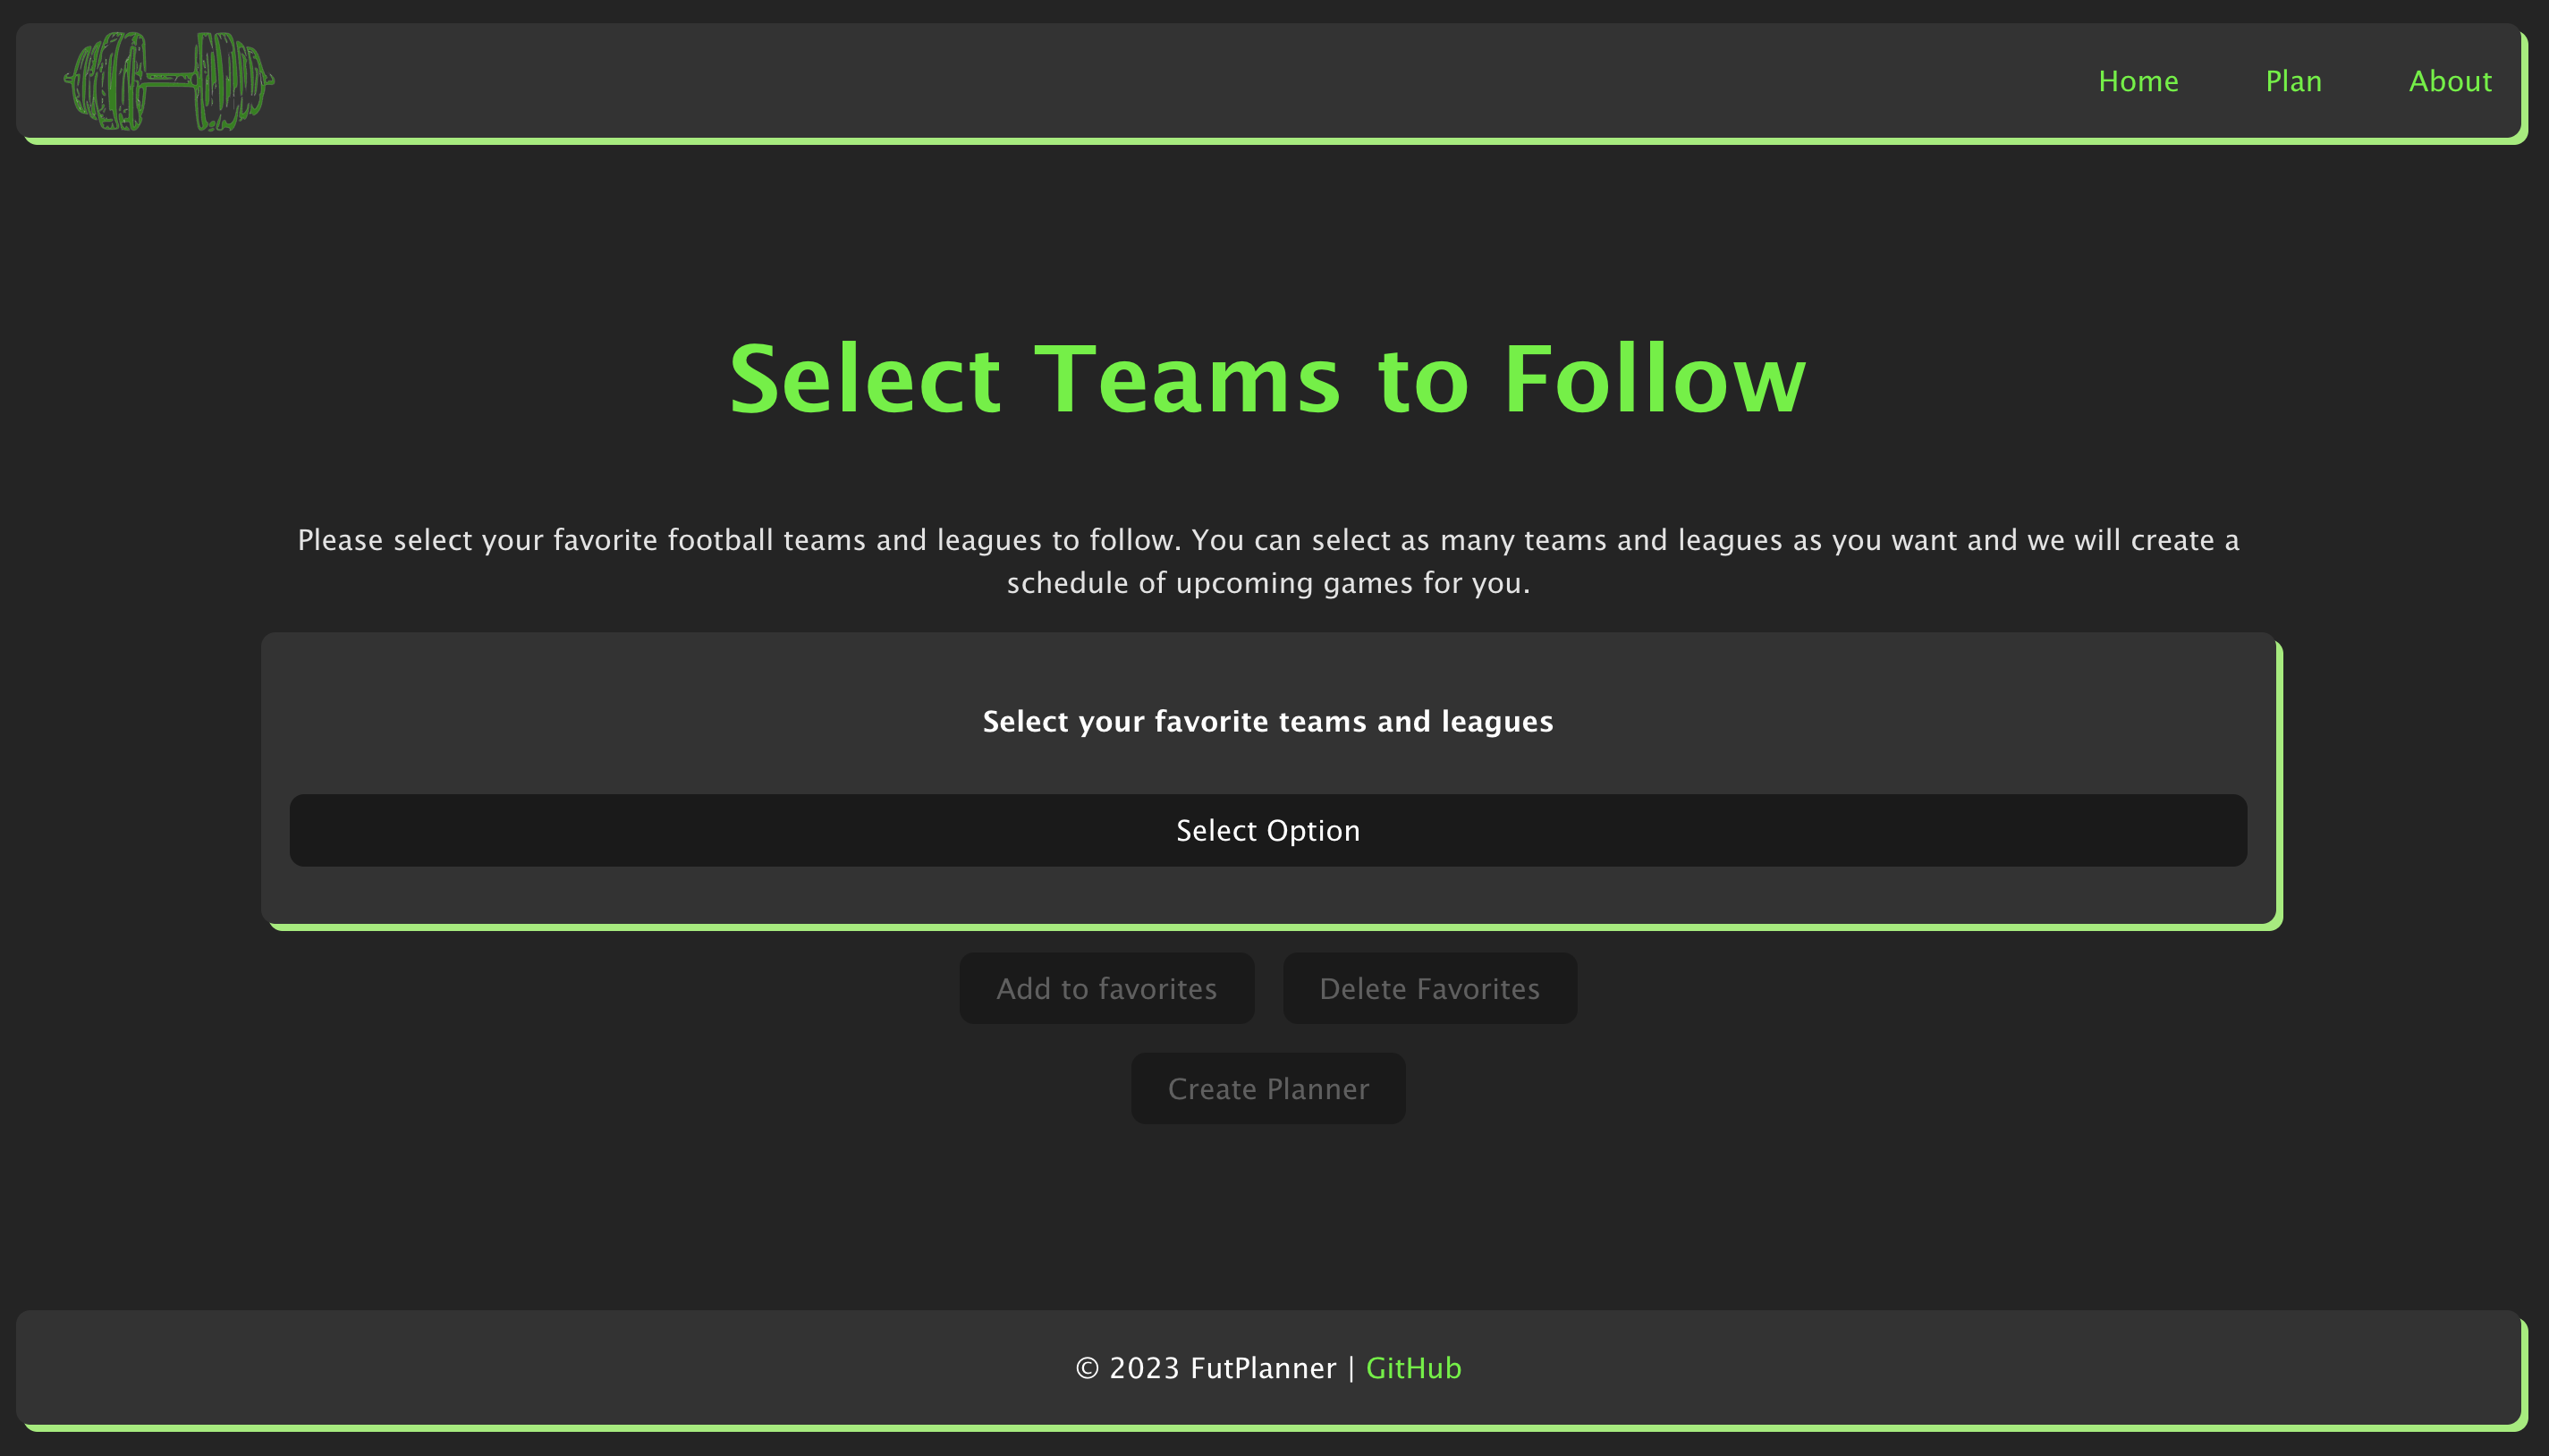 Home Plan About
Select Teams to Follow
Please select your favorite football teams and leagues to follow. You can select as many teams and leagues as you want and we will create a
schedule of upcoming games for you.
Select your favorite teams and leagues
Select Option
Add to favorites Delete Favorites
Create Planner
© 2023 FutPlanner | GitHub